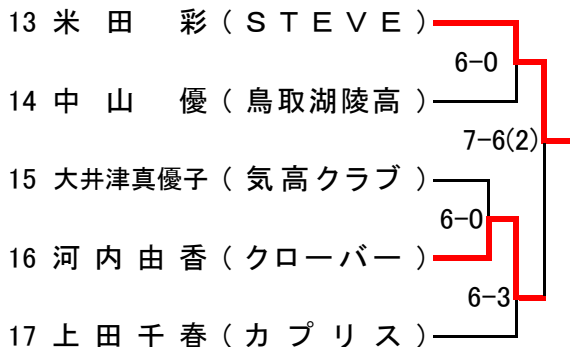 13 米田 彩 (STEVE)
6-0
14 中山 優 (鳥取湖陵高)
7-6(2)
15 大井津真優子 (気高クラブ)
6-0
16 河内由香 (クローバー)
6-3
17 上田千春 (カプリス)